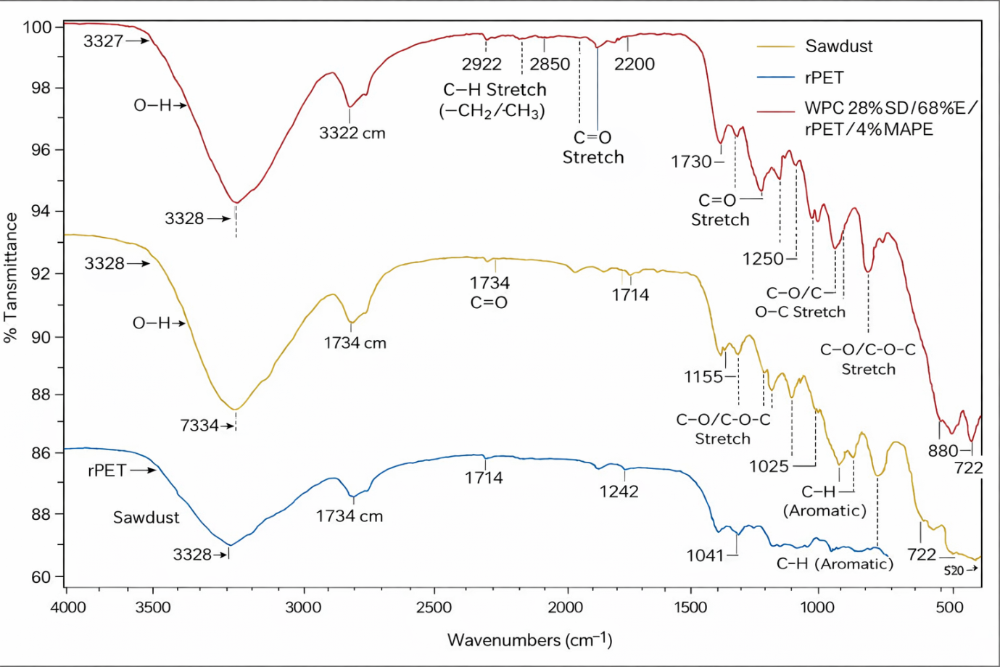 100
98
96
94
92
90
88
86
88
60
% Tansmittance
3327
O–H
3328
3322 cm
2922
2850
2200
C–H Stretch
(–CH₂/-CH₃)
C=O
Stretch
Sawdust
rPET
WPC 28%SD/68%E/
rPET/4%MAPE
1730
C=O
Stretch
1250
C–O/C
O–C Stretch
C–O/C-O-C
Stretch
880
722
3328
O–H
7334
1734 cm
1734
C=O
1714
1155
C–O/C-O-C
Stretch
1025
C–H
(Aromatic)
722
S20
rPET
Sawdust
3328
1734 cm
1714
1242
1041
C–H (Aromatic)
4000
3500
3000
2500
2000
1500
1000
500
Wavenumbers (cm⁻¹)